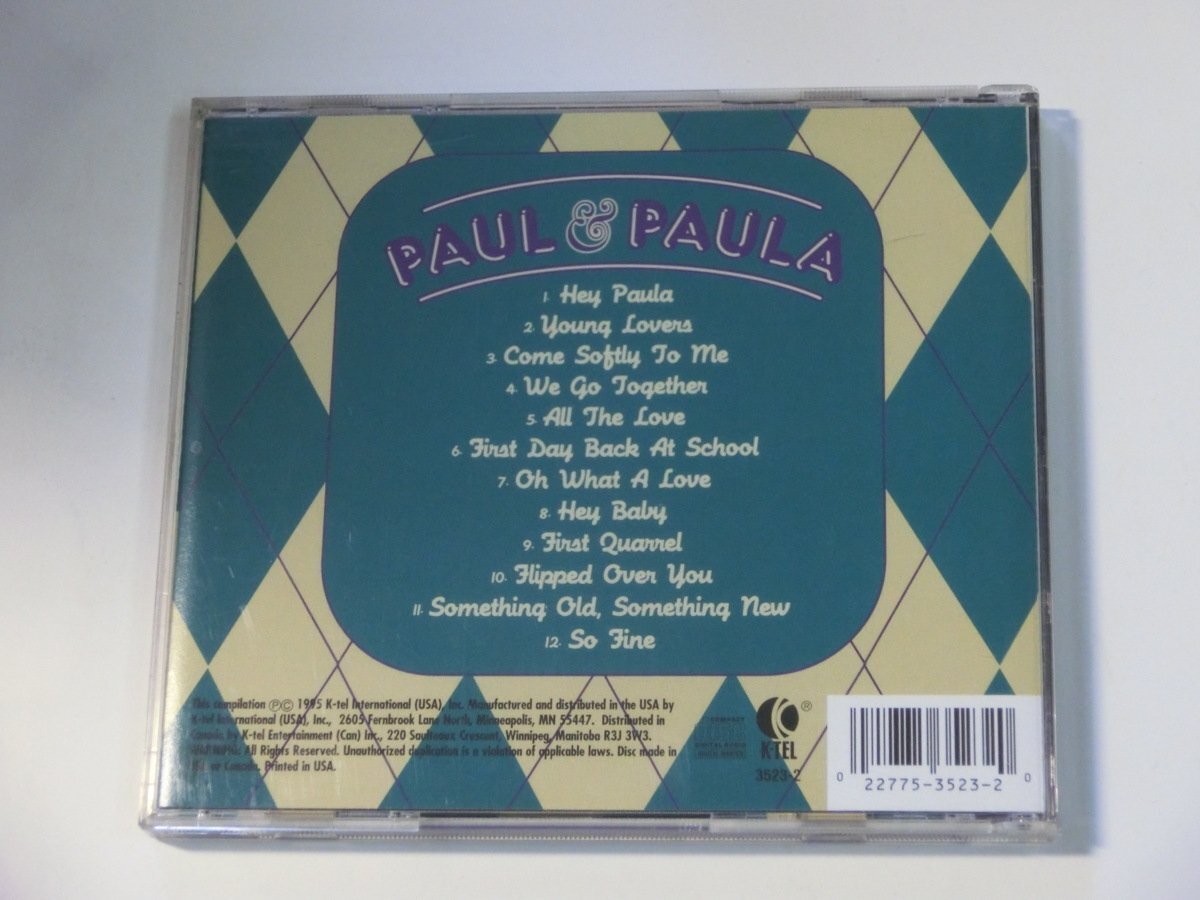 PAUL & PAULA
1. Hey Paula
2. Young Lovers
3. Come Softly To Me
4. We Go Together
5. All The Love
6. First Day Back At School
7. Oh What A Love
8. Hey Baby
9. First Quarrel
10. Flipped Over You
11. Something Old, Something New
12. So Fine
This compilation ℗© 1995 K-tel International (USA), Inc. Manufactured and distributed in the USA by
K-tel International (USA), Inc., 2605 Fernbrook Lane North, Minneapolis, MN 55447. Distributed in
Canada by K-tel Entertainment (Can) Inc., 220 Saulteaux Crescent, Winnipeg, Manitoba R3J 3W3.
WARNING: All Rights Reserved. Unauthorized duplication is a violation of applicable laws. Disc made in
USA or Canada. Printed in USA.
COMPACT
disc
DIGITAL AUDIO
K-TEL ®
3523-2
0 22775-3523-2 0